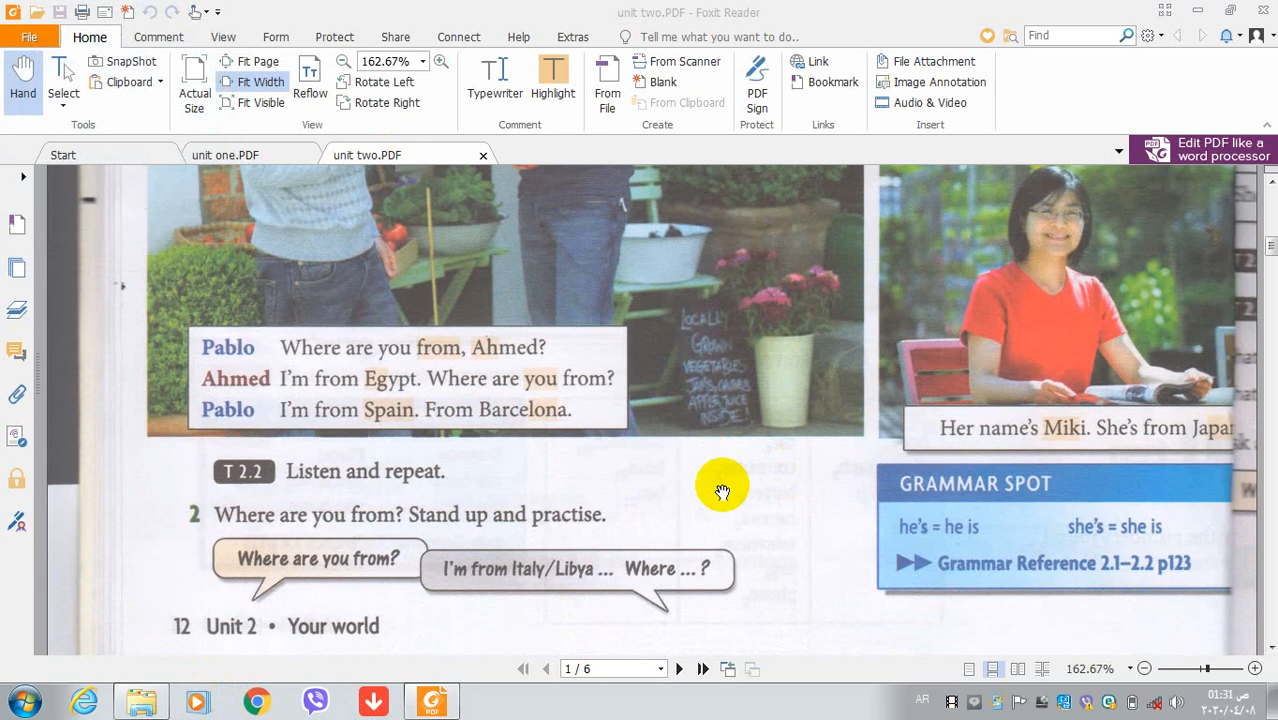 unit two.PDF - Foxit Reader
File
Home
Comment
View
Form
Protect
Share
Connect
Help
Extras
Tell me what you want to do..
Find
Hand
Select
SnapShot
Clipboard
Tools
Actual Size
Fit Page
Fit Width
Fit Visible
Reflow
162.67%
Rotate Left
Rotate Right
View
Typewriter
Highlight
Comment
From File
From Scanner
Blank
From Clipboard
Create
PDF Sign
Protect
Link
Bookmark
Links
File Attachment
Image Annotation
Audio & Video
Insert
Start
unit one.PDF
unit two.PDF
Edit PDF like a
word processor
LOCALLY
GROWN
VEGETABLES
INSIDE!
Pablo Where are you from, Ahmed?
Ahmed I'm from Egypt. Where are you from?
Pablo I'm from Spain. From Barcelona.
Her name's Miki. She's from Japan
T 2.2 Listen and repeat.
2 Where are you from? Stand up and practise.
Where are you from?
I'm from Italy/Libya ... Where ... ?
12 Unit 2 • Your world
GRAMMAR SPOT
he's = he is she's = she is
Grammar Reference 2.1–2.2 p123
1 / 6
162.67%
AR
01:31 ص
٢٠٢٠/٠٤/٠٨